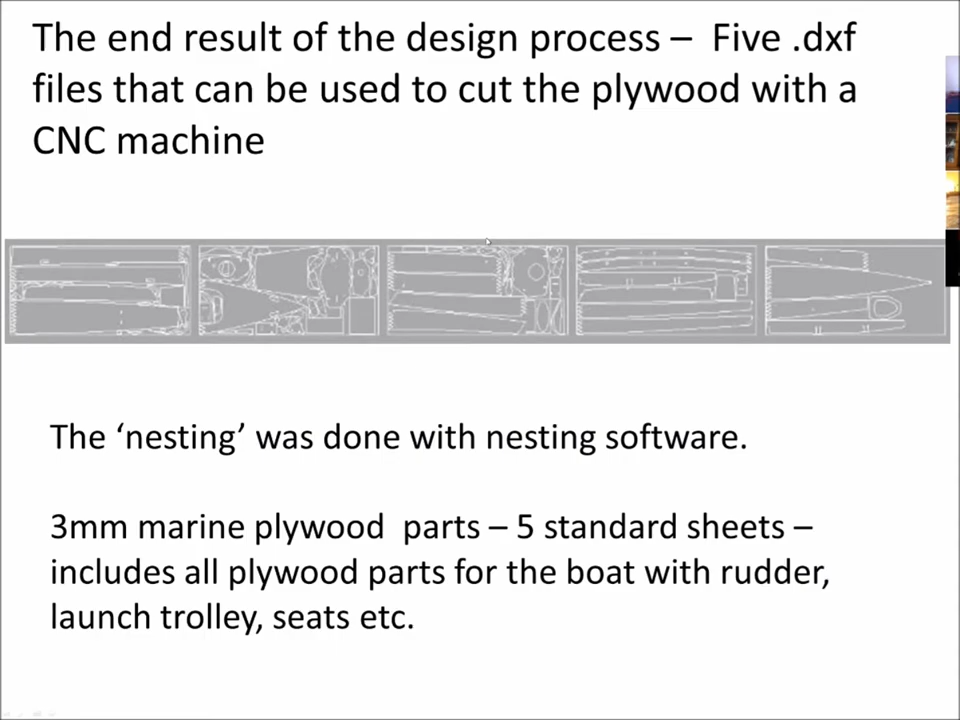 The end result of the design process – Five .dxf
files that can be used to cut the plywood with a
CNC machine
The ‘nesting’ was done with nesting software.
3mm marine plywood parts – 5 standard sheets –
includes all plywood parts for the boat with rudder,
launch trolley, seats etc.